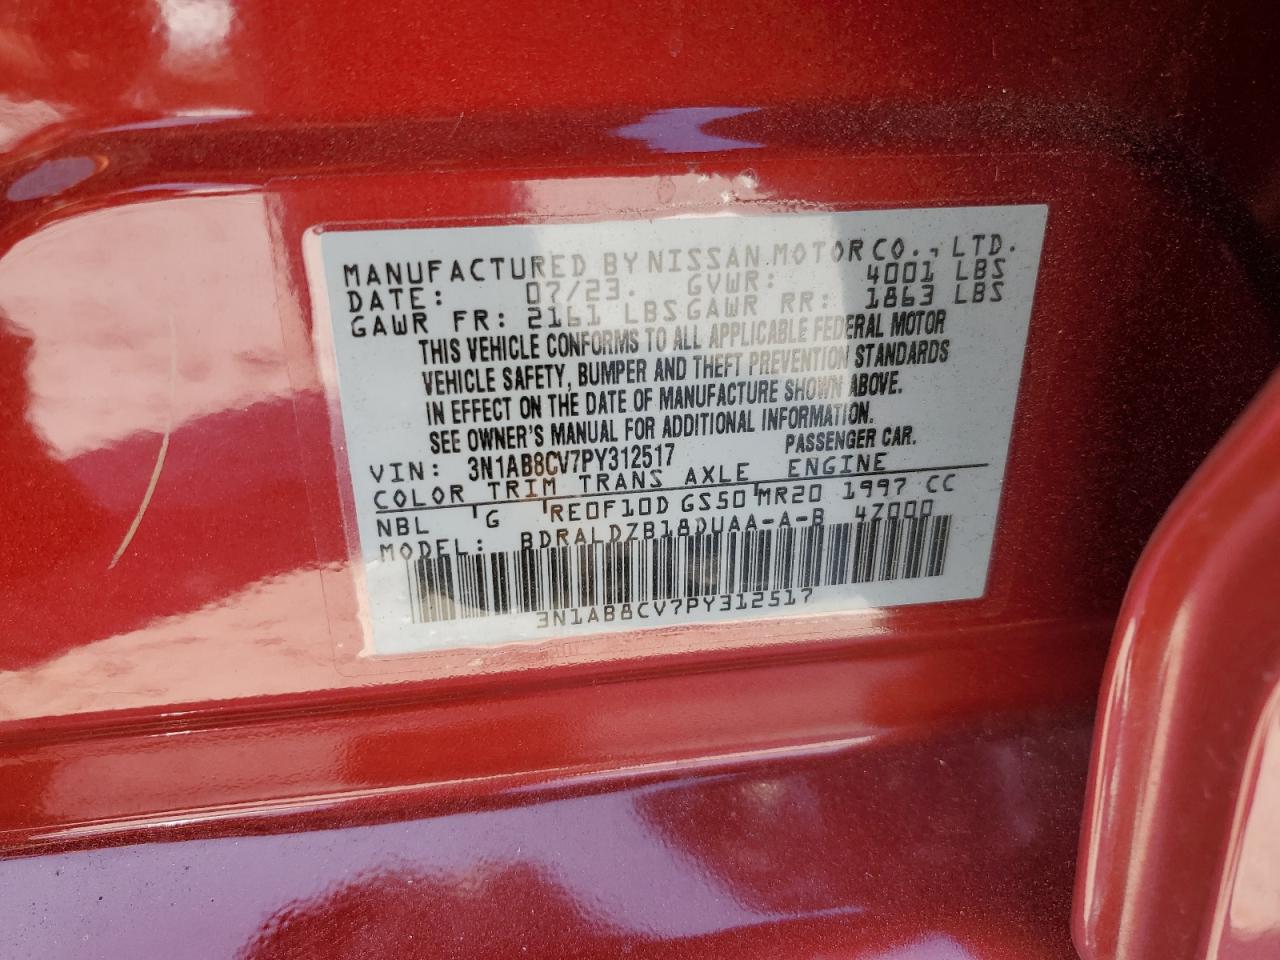 MANUFACTURED BY NISSAN MOTOR CO., LTD.
DATE: 07/23. GVWR: 4001 LBS
GAWR FR: 2161 LBS GAWR RR: 1863 LBS
THIS VEHICLE CONFORMS TO ALL APPLICABLE FEDERAL MOTOR
VEHICLE SAFETY, BUMPER AND THEFT PREVENTION STANDARDS
IN EFFECT ON THE DATE OF MANUFACTURE SHOWN ABOVE.
SEE OWNER'S MANUAL FOR ADDITIONAL INFORMATION.
VIN: 3N1AB8CV7PY312517 PASSENGER CAR.
COLOR TRIM TRANS AXLE ENGINE
NBL G RE0F10D GS50 MR20 1997 CC
MODEL: BDRALDZB18DUAA-A-B 4Z000
3N1AB8CV7PY312517